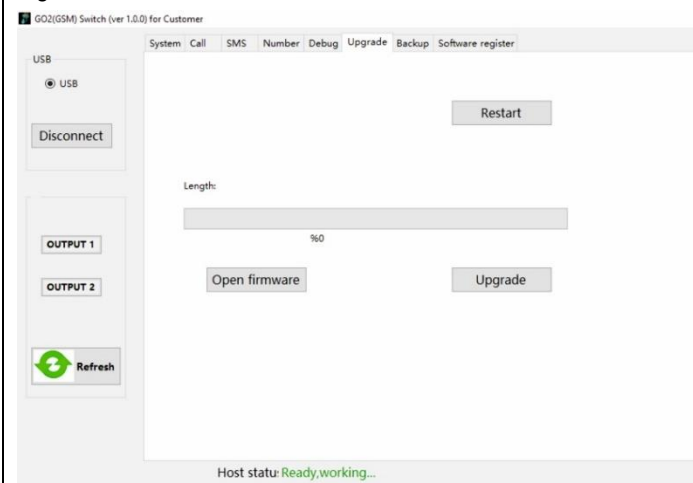 GO2(GSM) Switch (ver 1.0.0) for Customer
System Call SMS Number Debug Upgrade Backup Software register
USB
USB
Disconnect
Restart
Length:
%0
OUTPUT 1
Open firmware Upgrade
OUTPUT 2
Refresh
Host statu: Ready,working...